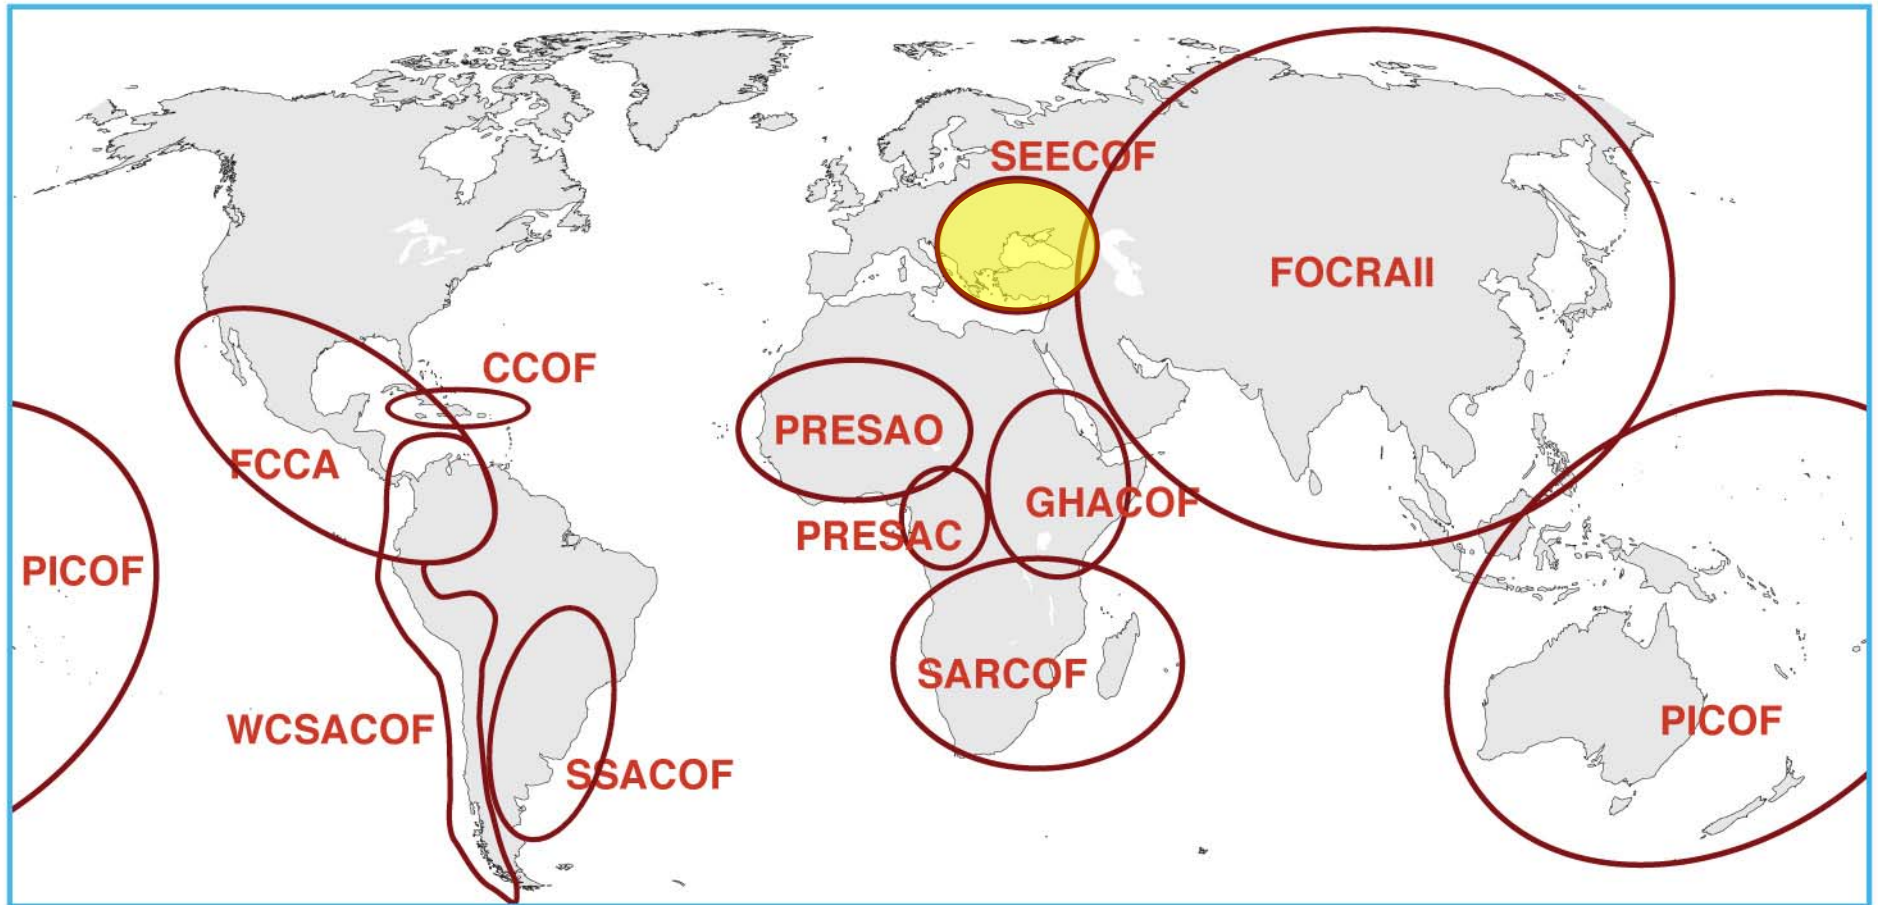 SEECOF
FOCRAII
CCOF
PRESAO
FCCA
GHACOF
PRESAC
PICOF
SARCOF
PICOF
WCSACOF
SSACOF